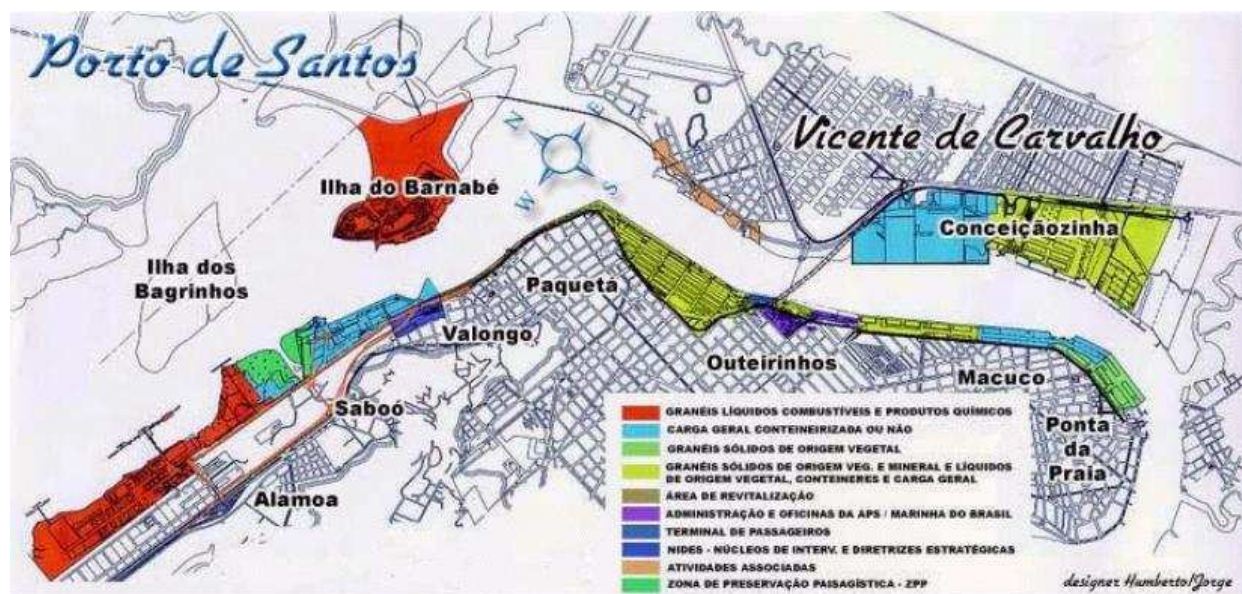 Porto de Santos
Vicente de Carvalho
N
E
W
S
Ilha do Barnabé
Conceiçãozinha
Ilha dos
Bagrinhos
Paquetá
Valongo
Outeirinhos
Macuco
Saboó
Ponta
da
Praia
Alamoa
GRANÉIS LÍQUIDOS COMBUSTÍVEIS E PRODUTOS QUÍMICOS
CARGA GERAL CONTEINEIRIZADA OU NÃO
GRANÉIS SÓLIDOS DE ORIGEM VEGETAL
GRANÉIS SÓLIDOS DE ORIGEM VEG. E MINERAL E LÍQUIDOS
DE ORIGEM VEGETAL, CONTEINERES E CARGA GERAL
ÁREA DE REVITALIZAÇÃO
ADMINISTRAÇÃO E OFICINAS DA APS / MARINHA DO BRASIL
TERMINAL DE PASSAGEIROS
NIDES - NÚCLEOS DE INTERV. E DIRETRIZES ESTRATÉGICAS
ATIVIDADES ASSOCIADAS
ZONA DE PRESERVAÇÃO PAISAGÍSTICA - ZPP
designer Humberto/Jorge